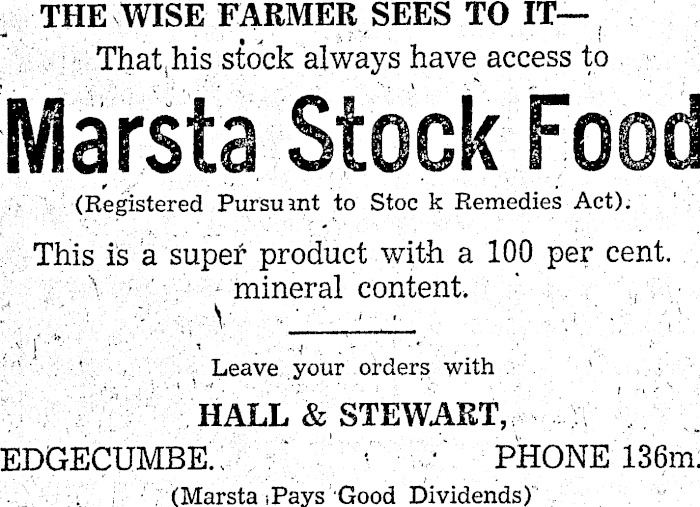 THE WISE FARMER SEES TO IT—
That his stock always have access to
Marsta Stock Food
(Registered Pursuant to Stoc k Remedies Act).
This is a super product with a 100 per cent.
mineral content.
Leave your orders with
HALL & STEWART,
EDGECUMBE. PHONE 136m.
(Marsta Pays Good Dividends)